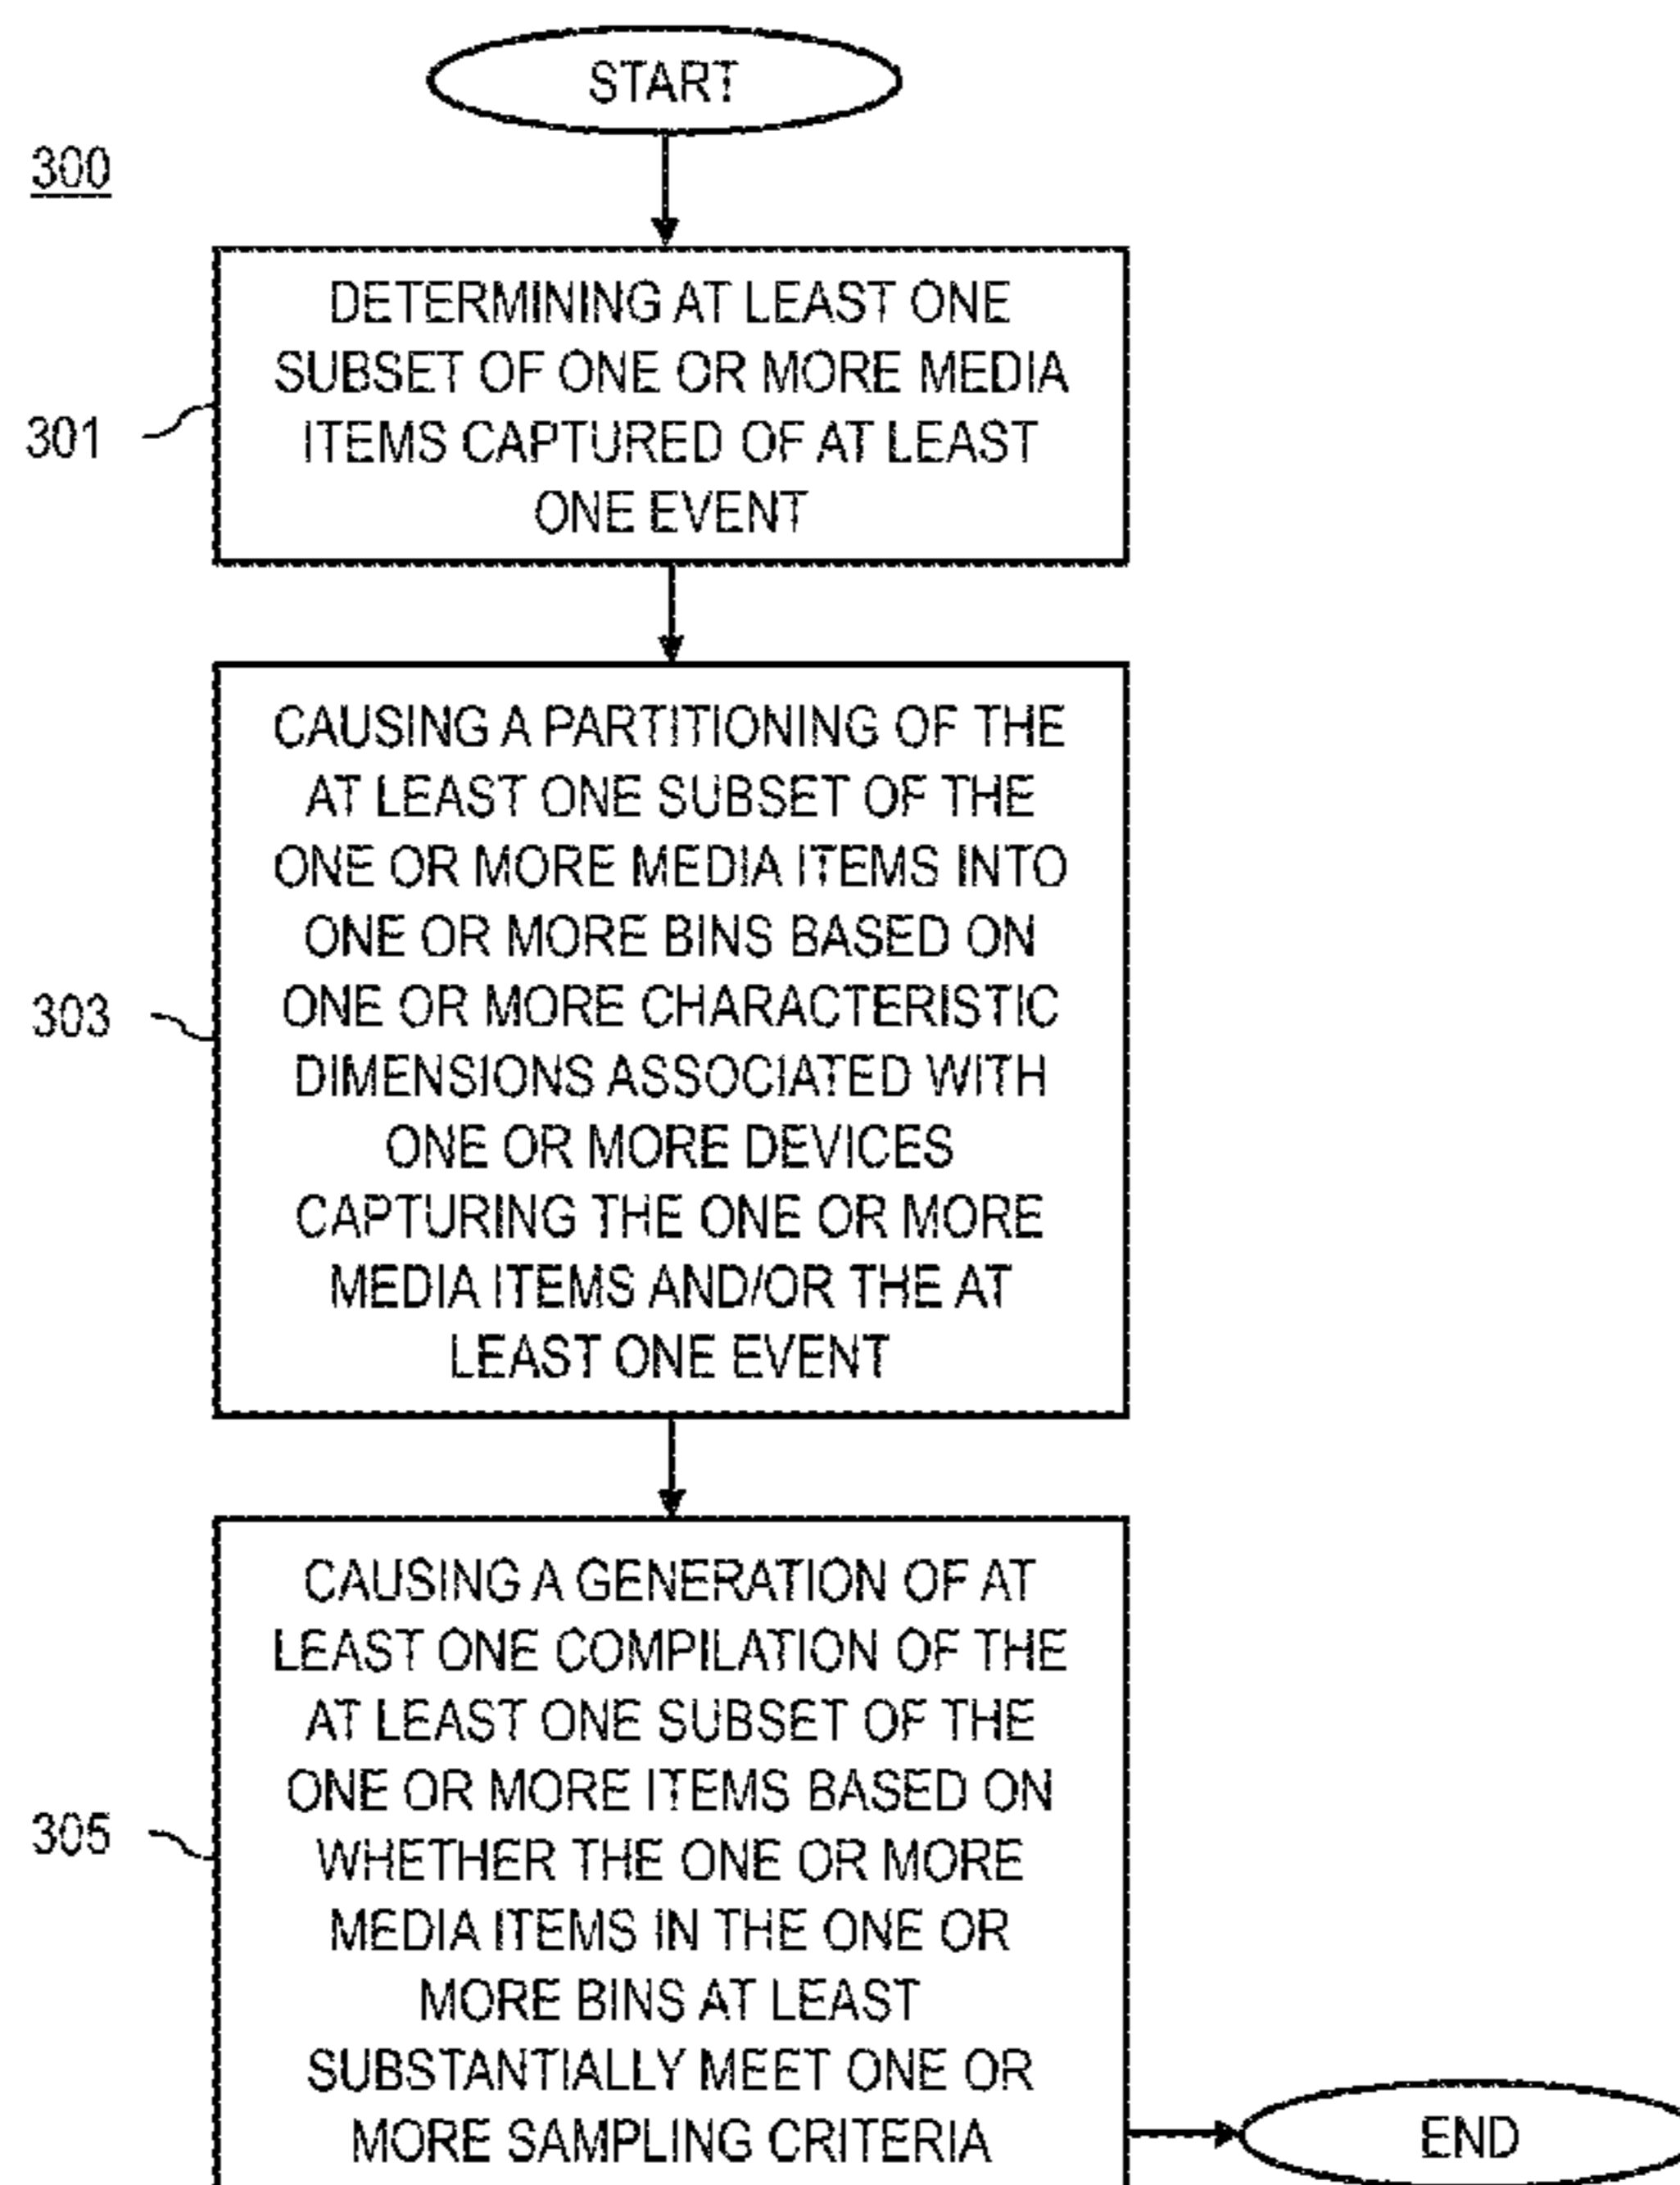 START
300
DETERMINING AT LEAST ONE
SUBSET OF ONE OR MORE MEDIA
ITEMS CAPTURED OF AT LEAST
ONE EVENT
301
CAUSING A PARTITIONING OF THE
AT LEAST ONE SUBSET OF THE
ONE OR MORE MEDIA ITEMS INTO
ONE OR MORE BINS BASED ON
ONE OR MORE CHARACTERISTIC
DIMENSIONS ASSOCIATED WITH
ONE OR MORE DEVICES
CAPTURING THE ONE OR MORE
MEDIA ITEMS AND/OR THE AT
LEAST ONE EVENT
303
CAUSING A GENERATION OF AT
LEAST ONE COMPILATION OF THE
AT LEAST ONE SUBSET OF THE
ONE OR MORE ITEMS BASED ON
WHETHER THE ONE OR MORE
MEDIA ITEMS IN THE ONE OR
MORE BINS AT LEAST
SUBSTANTIALLY MEET ONE OR
MORE SAMPLING CRITERIA
305
END